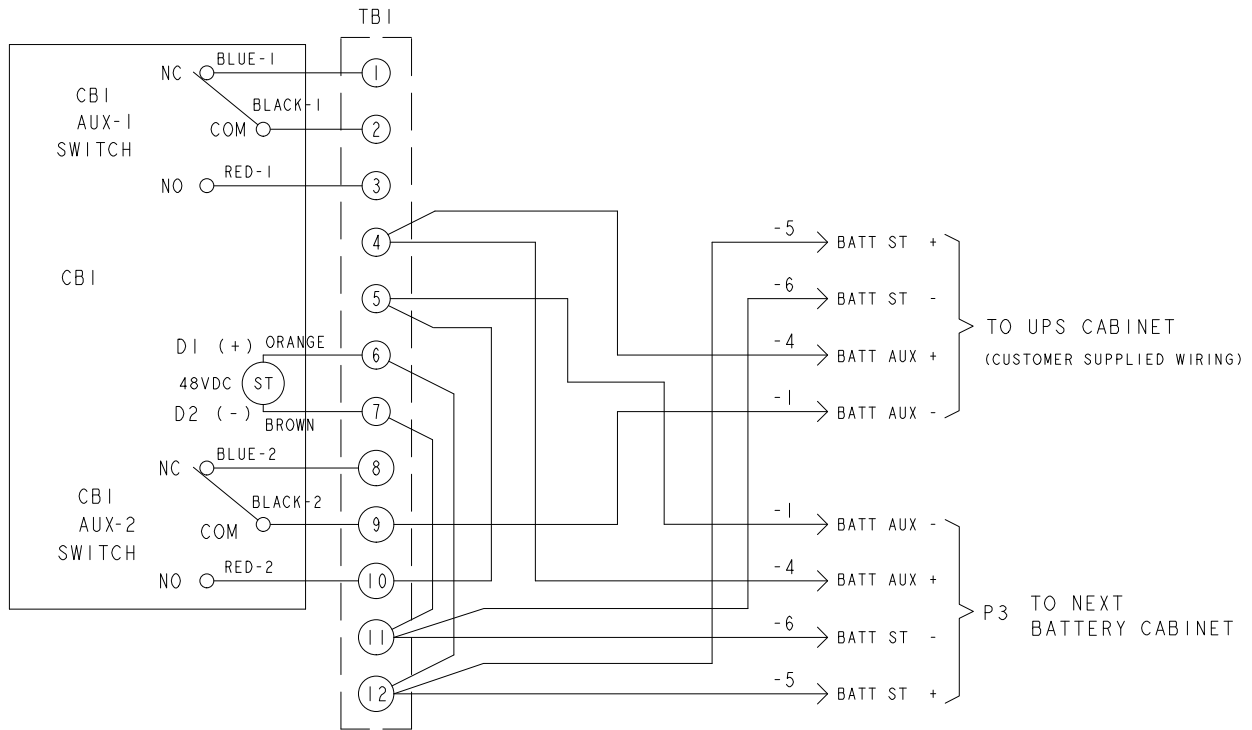 TB1
NC
BLUE-1
1
CB1
AUX-1
SWITCH
BLACK-1
COM
2
NO
RED-1
3
4
CB1
5
D1 (+)
ORANGE
6
48VDC
ST
D2 (-)
BROWN
7
NC
BLUE-2
8
CB1
AUX-2
SWITCH
BLACK-2
COM
9
NO
RED-2
10
11
12
-5
BATT ST +
-6
BATT ST -
-4
BATT AUX +
-1
BATT AUX -
TO UPS CABINET
(CUSTOMER SUPPLIED WIRING)
-1
BATT AUX -
-4
BATT AUX +
-6
BATT ST -
-5
BATT ST +
P3
TO NEXT
BATTERY CABINET